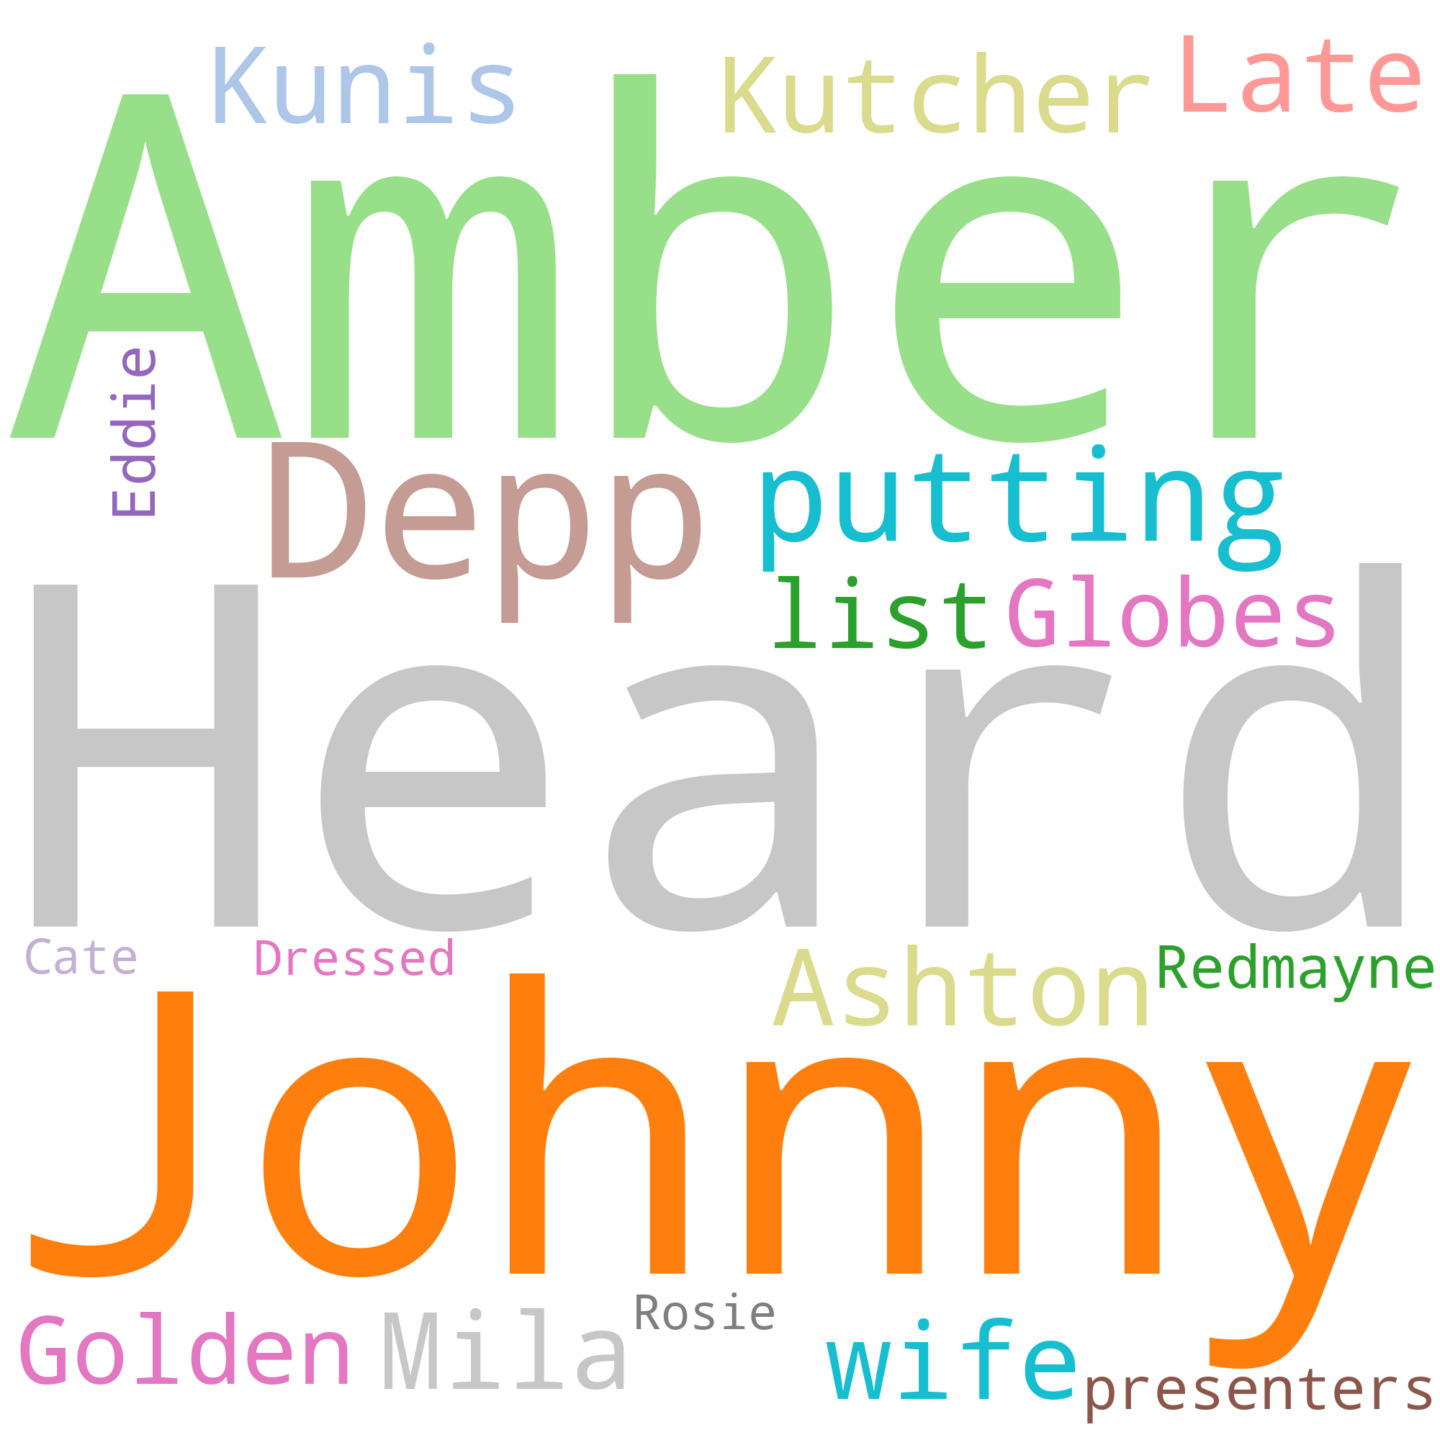 Kunis Kutcher Late
Amber
Eddie
Depp putting
list Globes
Heard
Cate Dressed Ashton Redmayne
Johnny
Golden Mila Rosie wife presenters